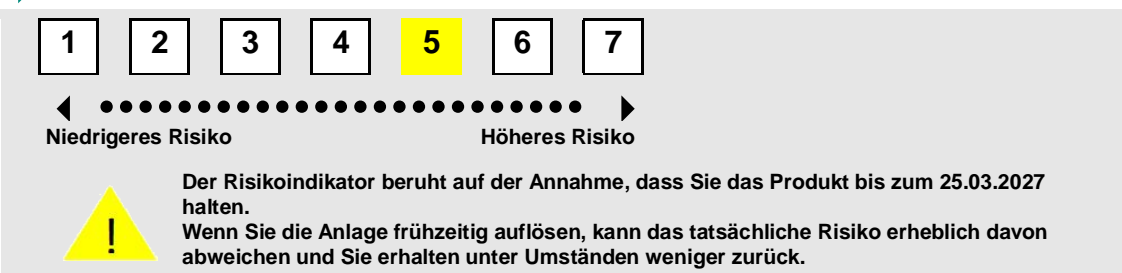 1 2 3 4 5 6 7
Niedrigeres Risiko Höheres Risiko
Der Risikoindikator beruht auf der Annahme, dass Sie das Produkt bis zum 25.03.2027
halten.
! Wenn Sie die Anlage frühzeitig auflösen, kann das tatsächliche Risiko erheblich davon
abweichen und Sie erhalten unter Umständen weniger zurück.